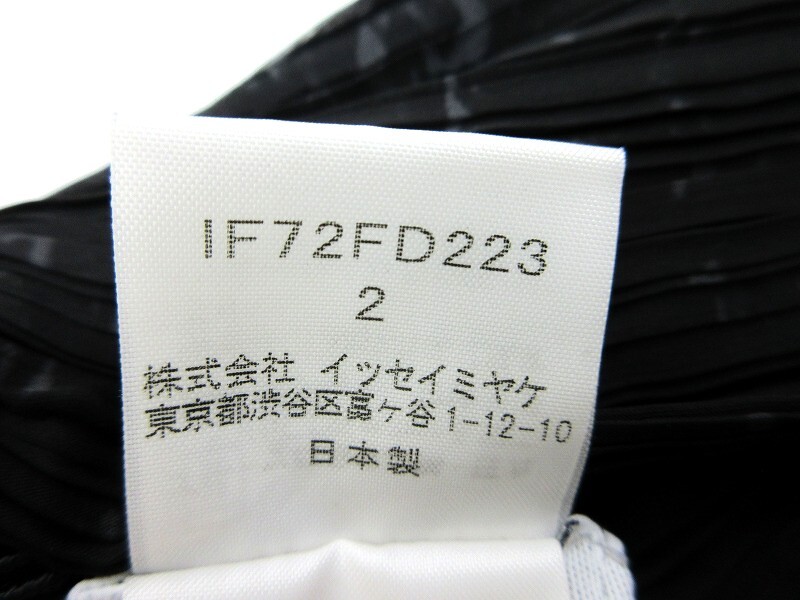 IF72FD223
2
株式会社 イッセイミヤケ
東京都渋谷区富ヶ谷1-12-10
日本製